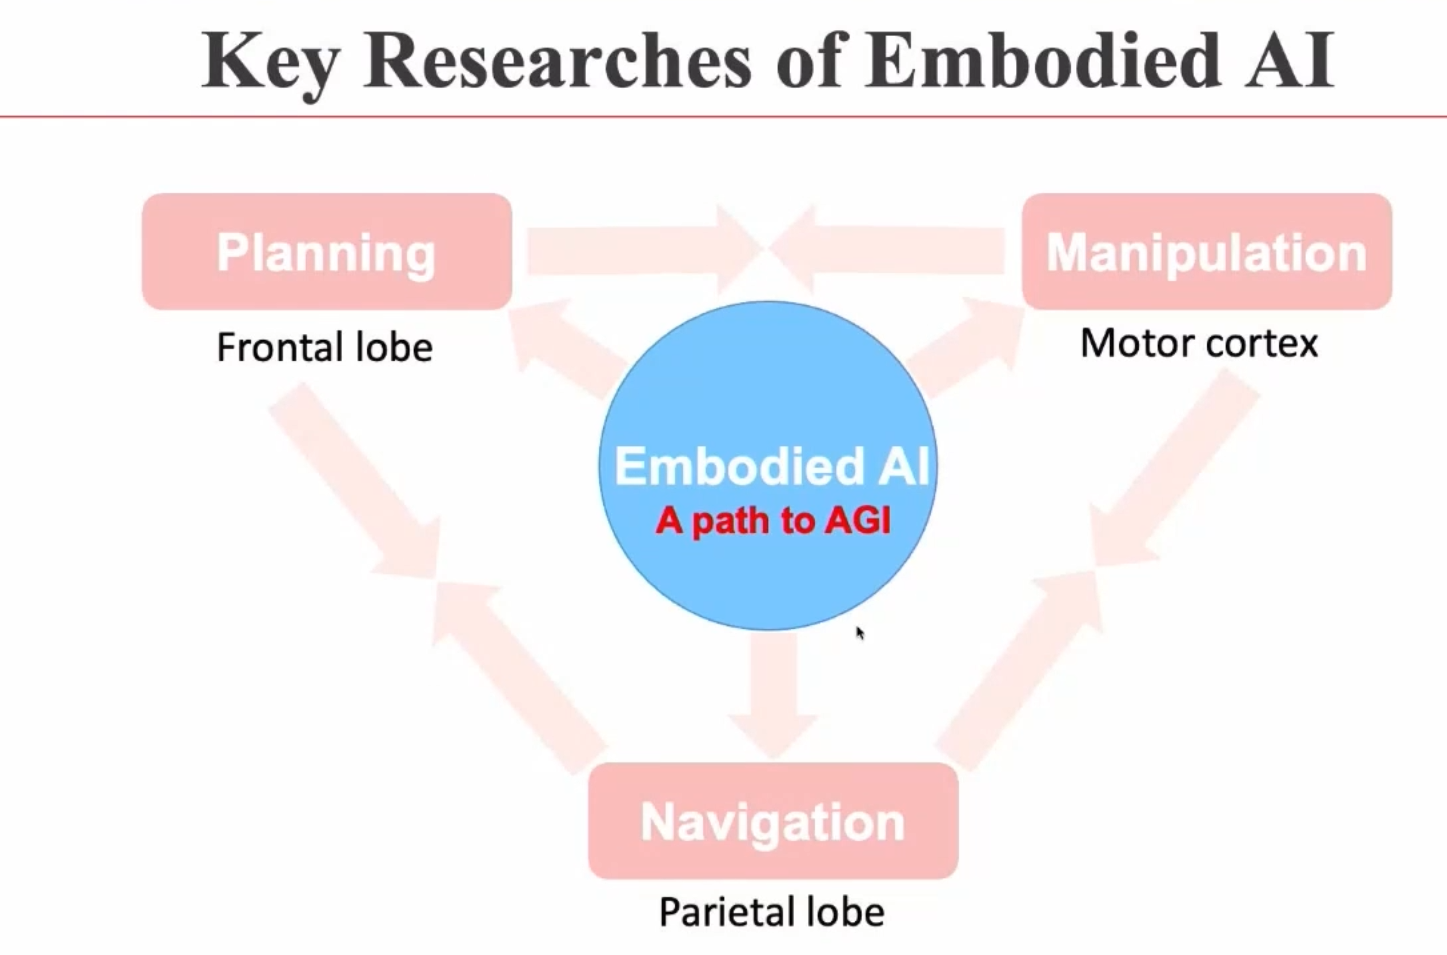 Key Researches of Embodied AI
Planning
Manipulation
Frontal lobe
Motor cortex
Embodied AI
A path to AGI
Navigation
Parietal lobe